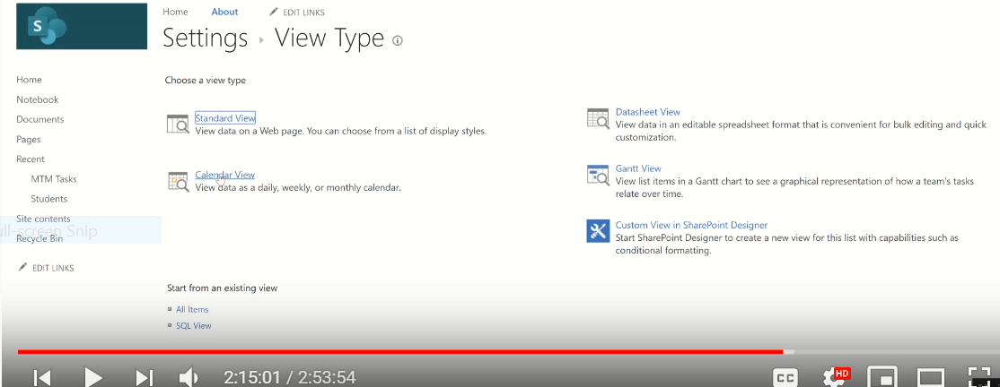 S
Home About EDIT LINKS
Settings View Type
Choose a view type
Home
Notebook
Documents
Pages
Recent
MTM Tasks
Students
Site contents
Recycle Bin
EDIT LINKS
ull-screen Snip
Standard View
View data on a Web page. You can choose from a list of display styles.
Calendar View
View data as a daily, weekly, or monthly calendar.
Datasheet View
View data in an editable spreadsheet format that is convenient for bulk editing and quick
customization.
Gantt View
View list items in a Gantt chart to see a graphical representation of how a team's tasks
relate over time.
Custom View in SharePoint Designer
Start SharePoint Designer to create a new view for this list with capabilities such as
conditional formatting.
Start from an existing view
All Items
SQL View
2:15:01 / 2:53:54
CC
HD